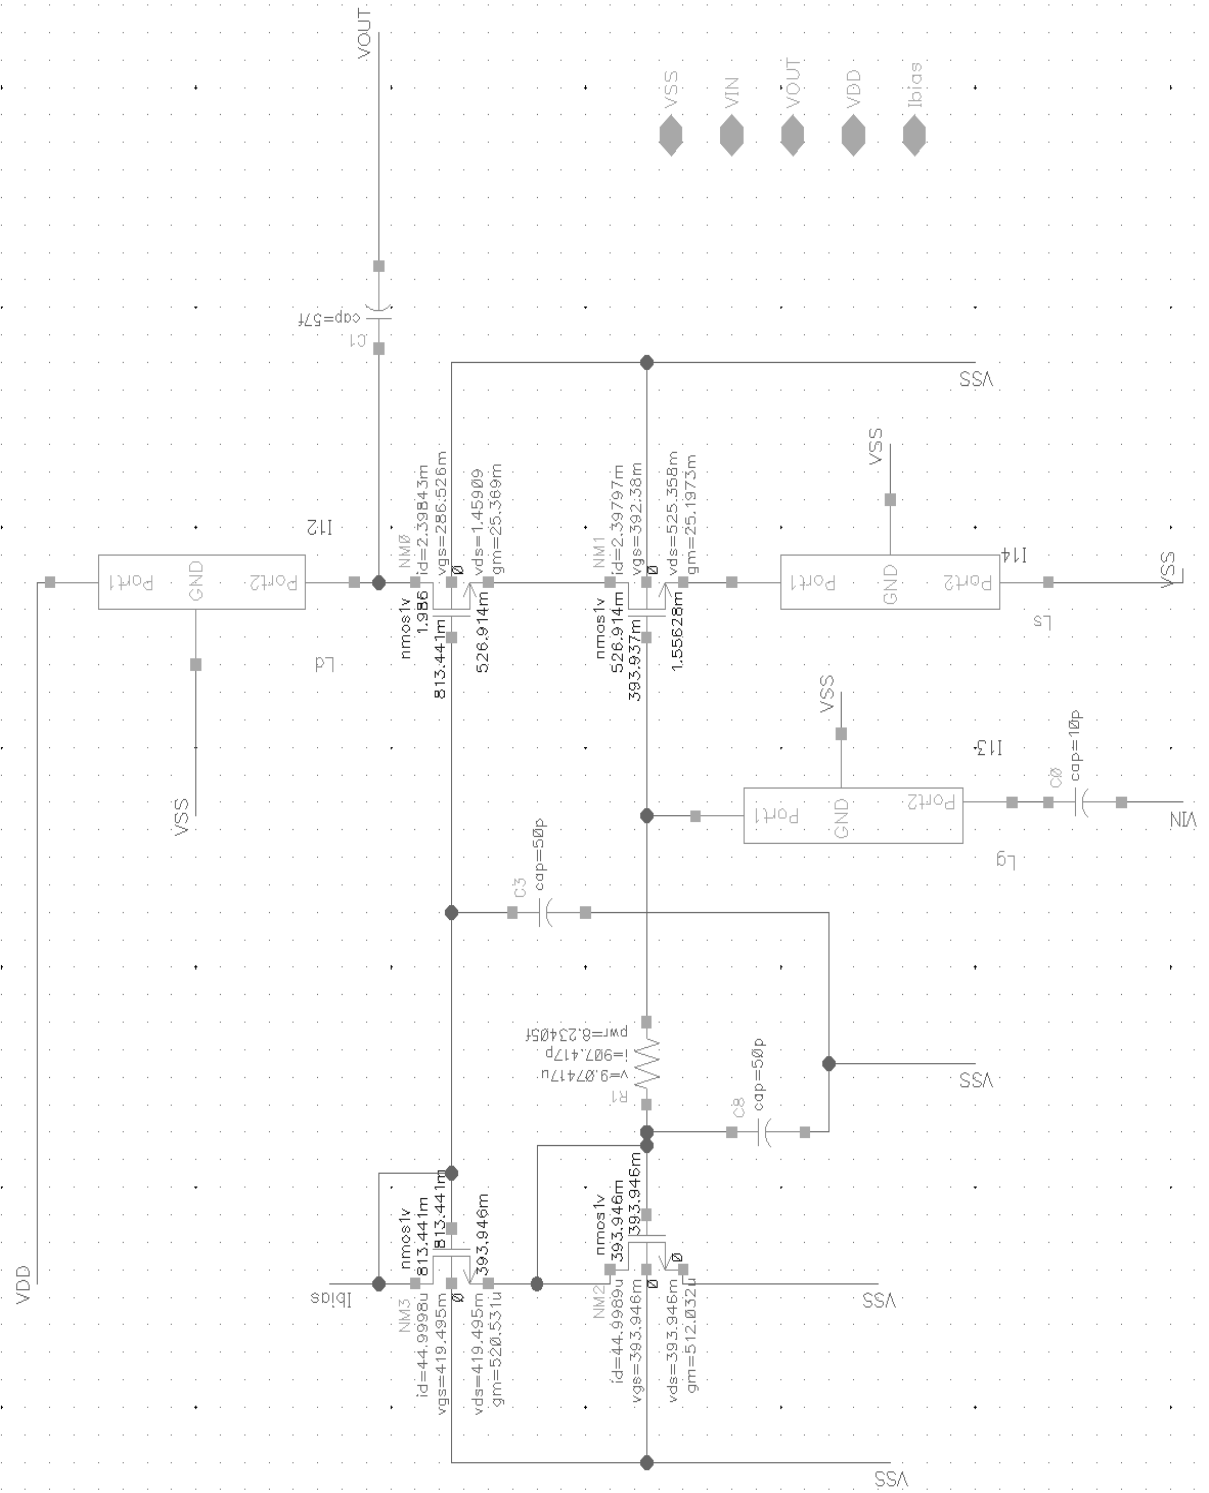 VOUT
VSS
VIN
VOUT
VDD
Ibias
cap=57f
C1
VSS
VSS
I12
NM0
id=2.39843m
vgs=286.526m
vds=1.45909
gm=25.369m
0
nmos1v
1.986
813.441m
526.914m
NM1
id=2.39797m
vgs=392.38m
vds=525.358m
gm=25.1973m
0
nmos1v
526.914m
393.937m
1.55628m
Port1
GND
Port2
Ld
VSS
Port1
GND
Port2
I14
Ls
VSS
VSS
I13
Port1
GND
Port2
Lg
C0
cap=10p
VIN
C3
cap=50p
pwr=8.23405f
i=907.417p
v=9.07417u
R1
C8
cap=50p
VSS
VDD
Ibias
nmos1v
813.441m
813.441m
393.946m
NM3
id=44.9998u
vgs=419.495m
vds=419.495m
gm=520.531u
0
nmos1v
393.946m
393.946m
0
NM2
id=44.9989u
vgs=393.946m
vds=393.946m
gm=512.032u
0
VSS
VSS